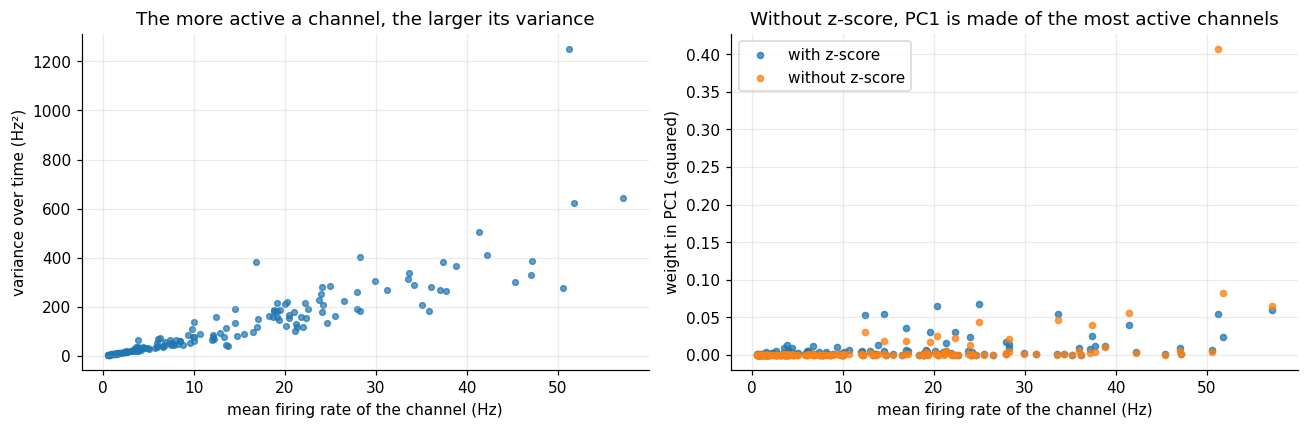 The more active a channel, the larger its variance
variance over time (Hz²)
1200
1000
800
600
400
200
0
0 10 20 30 40 50
mean firing rate of the channel (Hz)
Without z-score, PC1 is made of the most active channels
with z-score
without z-score
weight in PC1 (squared)
0.40
0.35
0.30
0.25
0.20
0.15
0.10
0.05
0.00
0 10 20 30 40 50
mean firing rate of the channel (Hz)